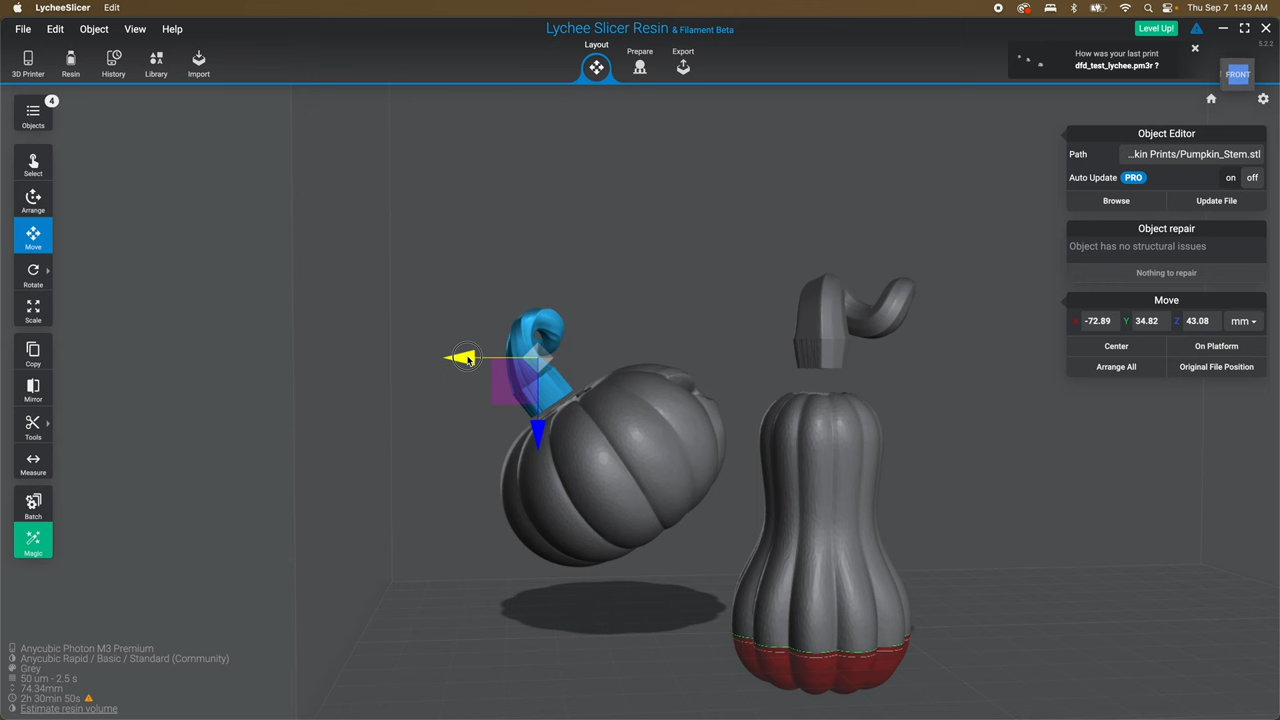 LycheeSlicer Edit
Thu Sep 7 1:49 AM
File Edit Object View Help
Lychee Slicer Resin & Filament Beta
Level Up!
5.2.2
3D Printer Resin History Library Import
Layout Prepare Export
How was your last print
dfd_test_lychee.pm3r ?
FRONT
4
Objects
Select
Arrange
Move
Rotate
Scale
Copy
Mirror
Tools
Measure
Batch
Magic
Object Editor
Path ...kin Prints/Pumpkin_Stem.stl
Auto Update PRO on off
Browse Update File
Object repair
Object has no structural issues
Nothing to repair
Move
X -72.89 Y 34.82 Z 43.08 mm
Center On Platform
Arrange All Original File Position
Anycubic Photon M3 Premium
Anycubic Rapid / Basic / Standard (Community)
Grey
50 um - 2.5 s
74.34mm
2h 30min 50s
Estimate resin volume